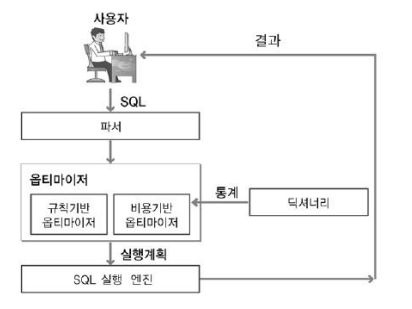 사용자
결과
SQL
파서
옵티마이저
규칙기반
옵티마이저
비용기반
옵티마이저
통계
딕셔너리
실행계획
SQL 실행 엔진